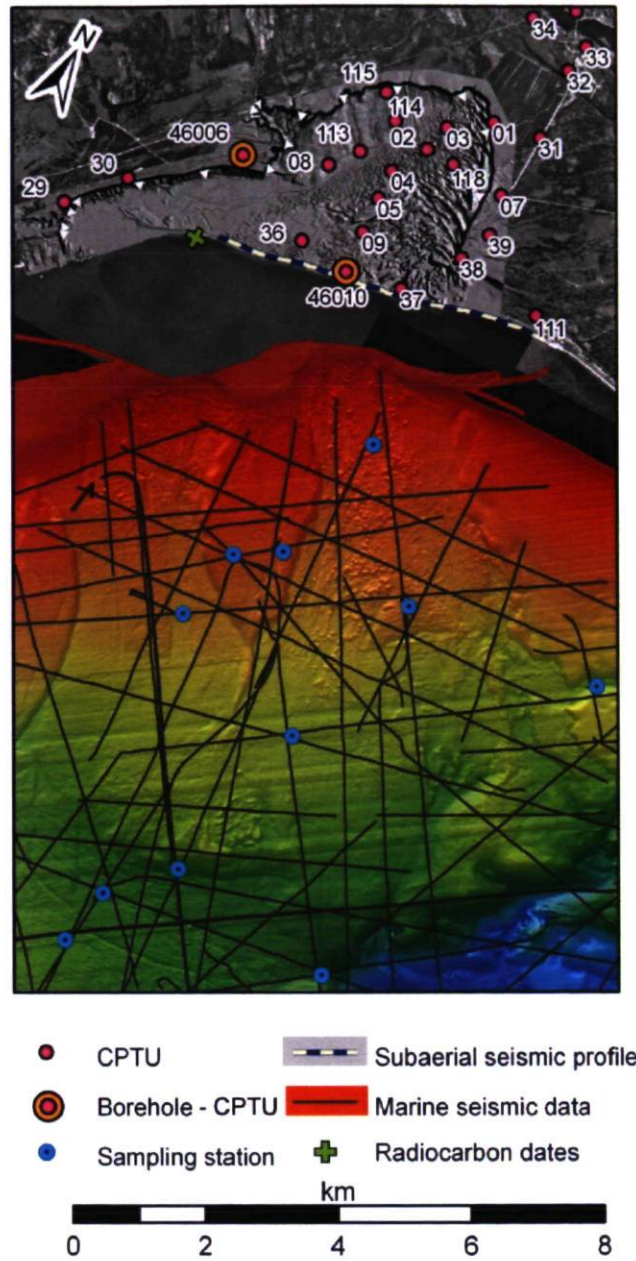 N
34
33
32
115
114
02
03
01
46006
08
113
31
30
118
29
04
05
07
36
09
39
38
46010
37
111
CPTU
Subaerial seismic profile
Borehole - CPTU
Marine seismic data
Sampling station
Radiocarbon dates
km
0 2 4 6 8